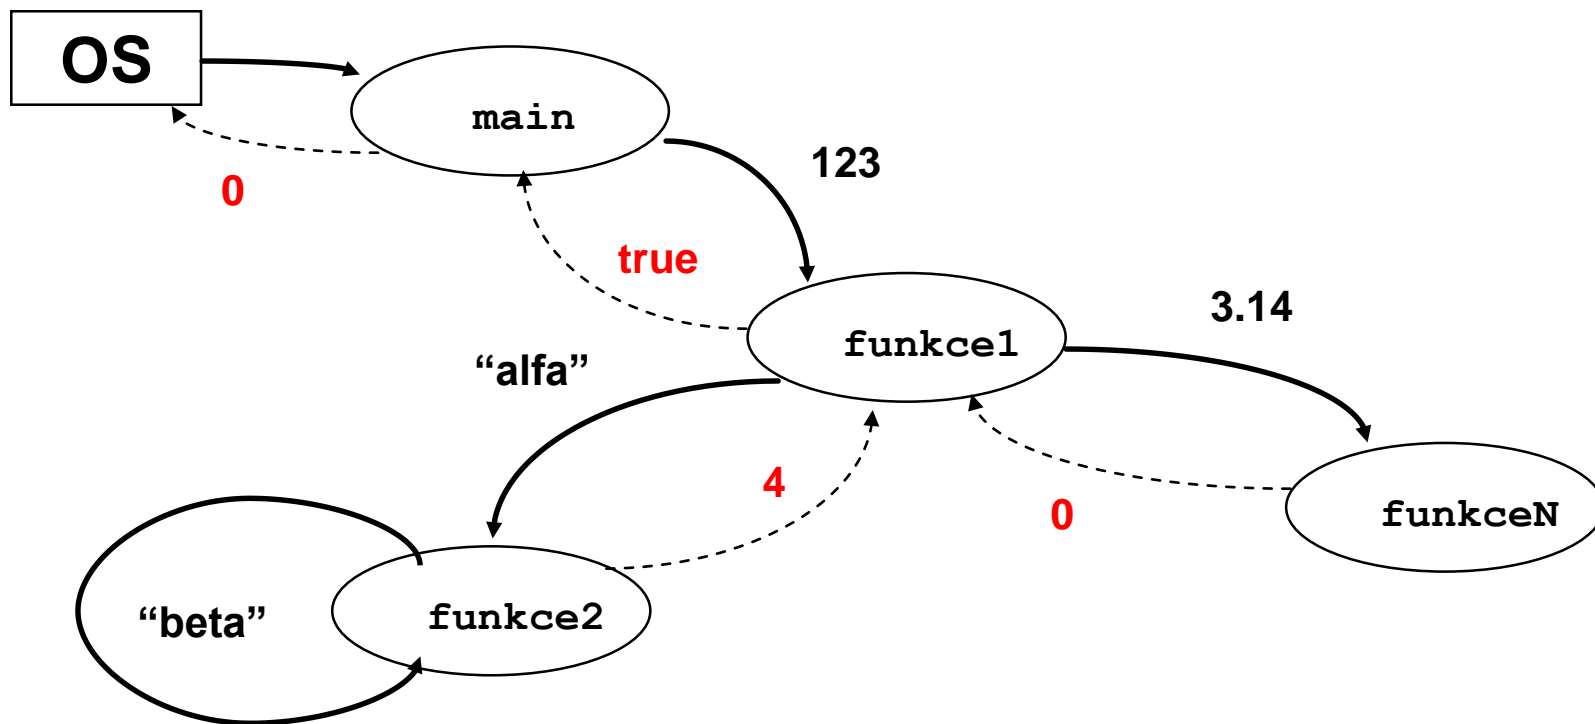 OS
main
0
123
true
funkce1
3.14
“alfa”
4
0
funkceN
“beta”
funkce2